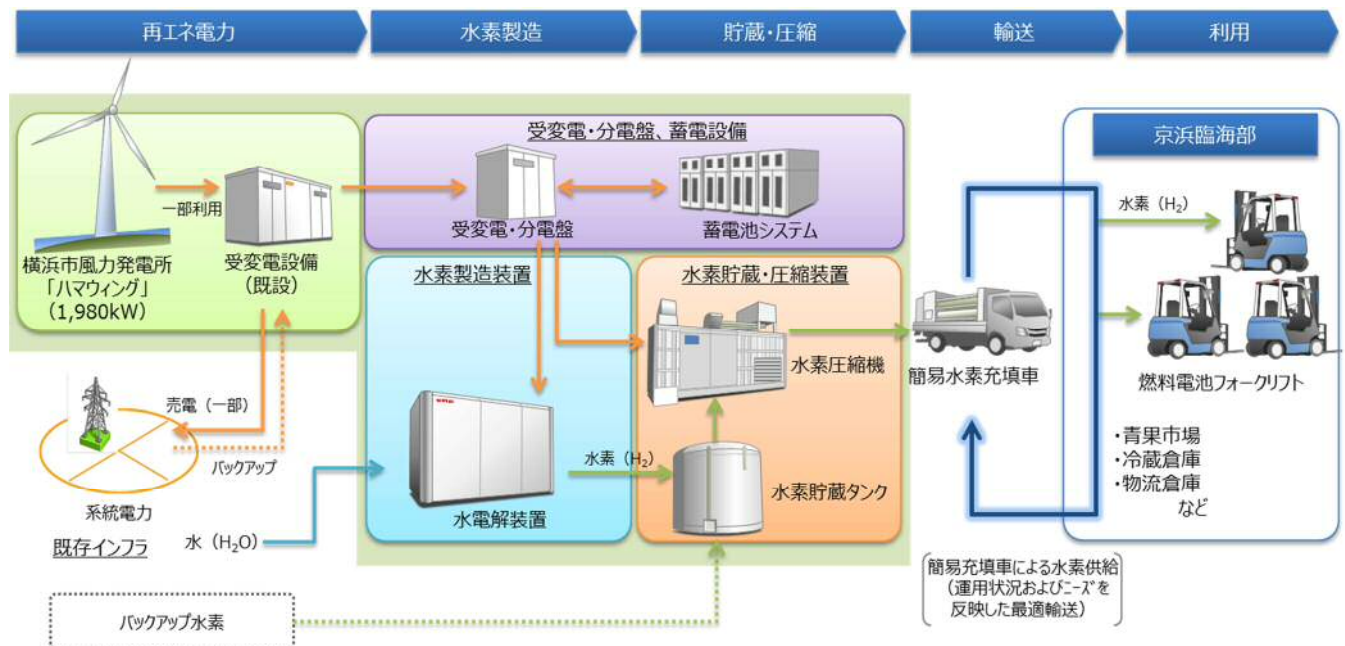 再エネ電力
水素製造
貯蔵・圧縮
輸送
利用
受変電・分電盤、蓄電設備
京浜臨海部
一部利用
水素（H₂）
受変電・分電盤
蓄電池システム
横浜市風力発電所
「ハマウィング」
（1,980kW）
受変電設備
（既設）
水素製造装置
水素貯蔵・圧縮装置
水素圧縮機
簡易水素充填車
燃料電池フォークリフト
売電（一部）
バックアップ
・青果市場
・冷蔵倉庫
・物流倉庫
など
水素（H₂）
水素貯蔵タンク
系統電力
水電解装置
既存インフラ
水（H₂O）
簡易充填車による水素供給
（運用状況およびニーズを
反映した最適輸送）
バックアップ水素